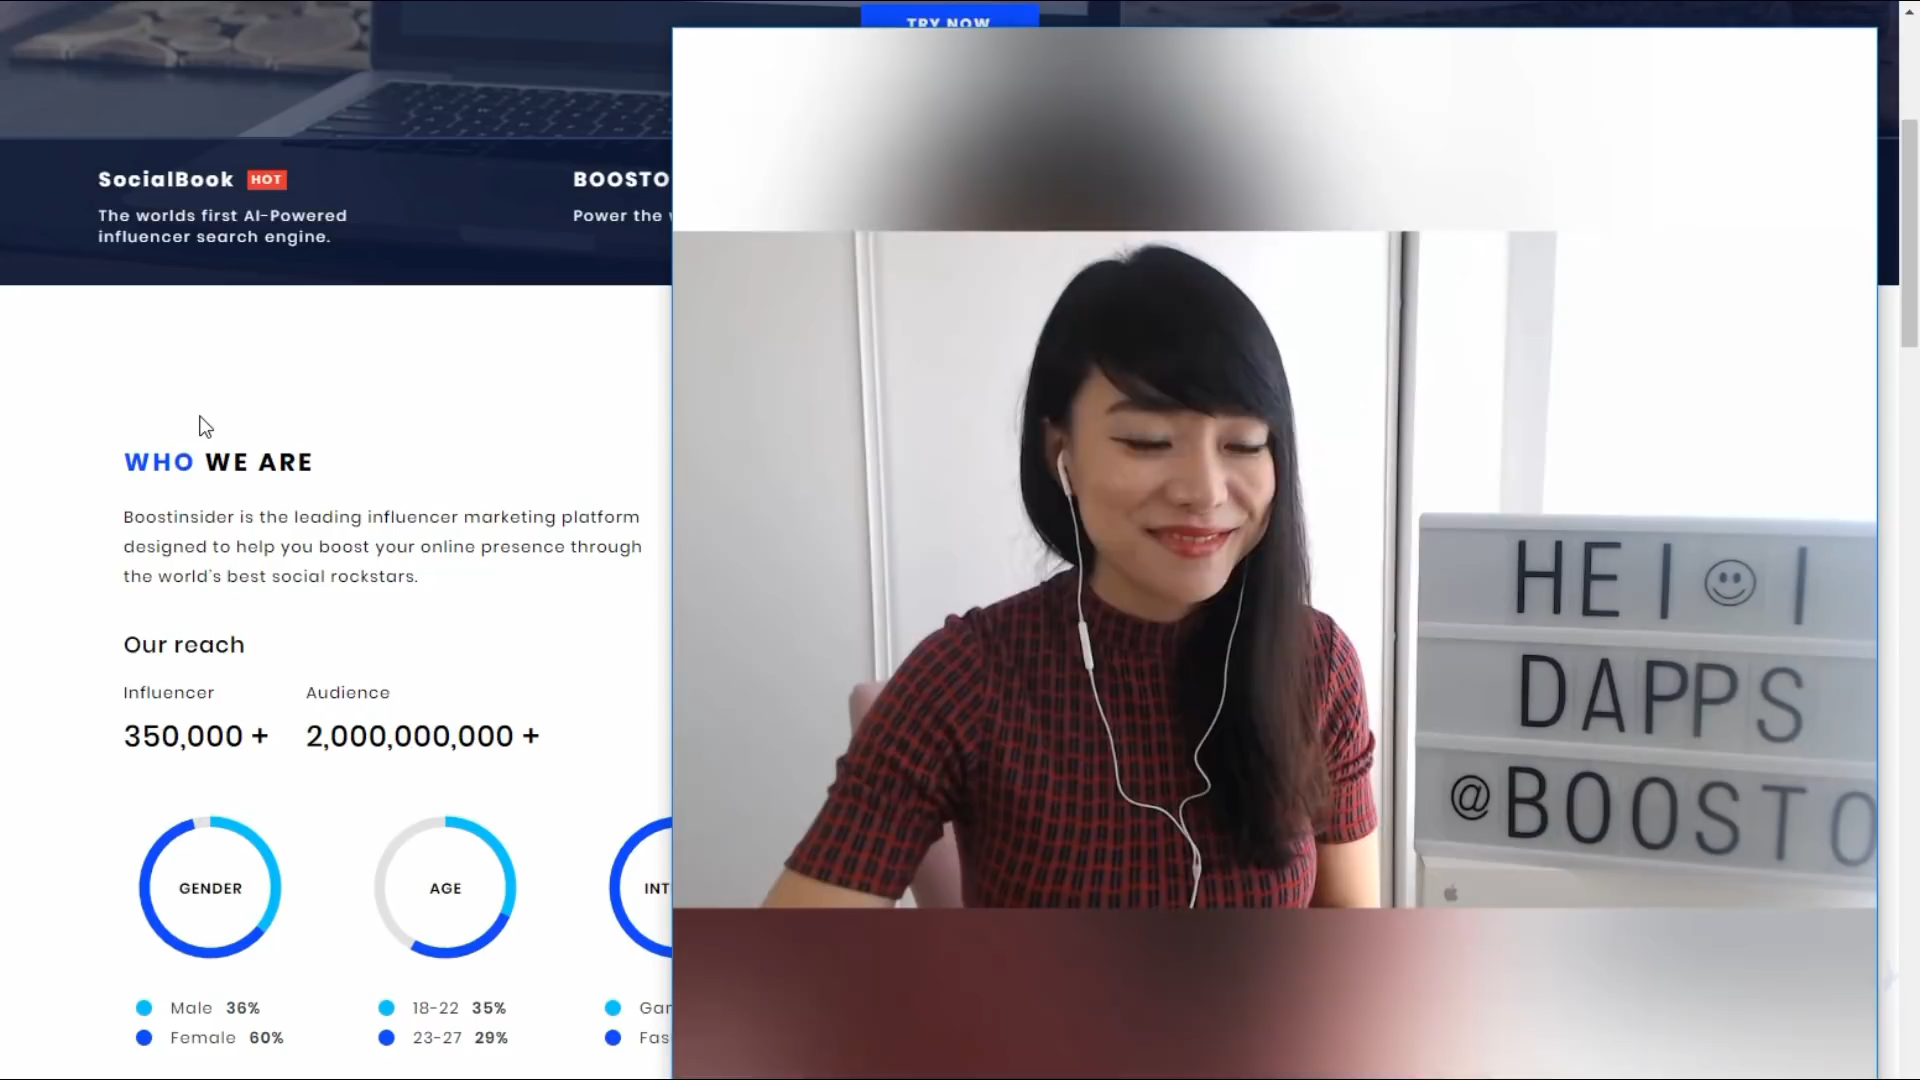 TRY NOW
SocialBook HOT
The worlds first AI-Powered
influencer search engine.
BOOSTO
Power the
WHO WE ARE
Boostinsider is the leading influencer marketing platform
designed to help you boost your online presence through
the world's best social rockstars.
Our reach
Influencer Audience
350,000 + 2,000,000,000 +
GENDER
AGE
INT
Male 36%
Female 60%
18-22 35%
23-27 29%
Gar
Fas
HEI☺I
DAPPS
@BOOSTO